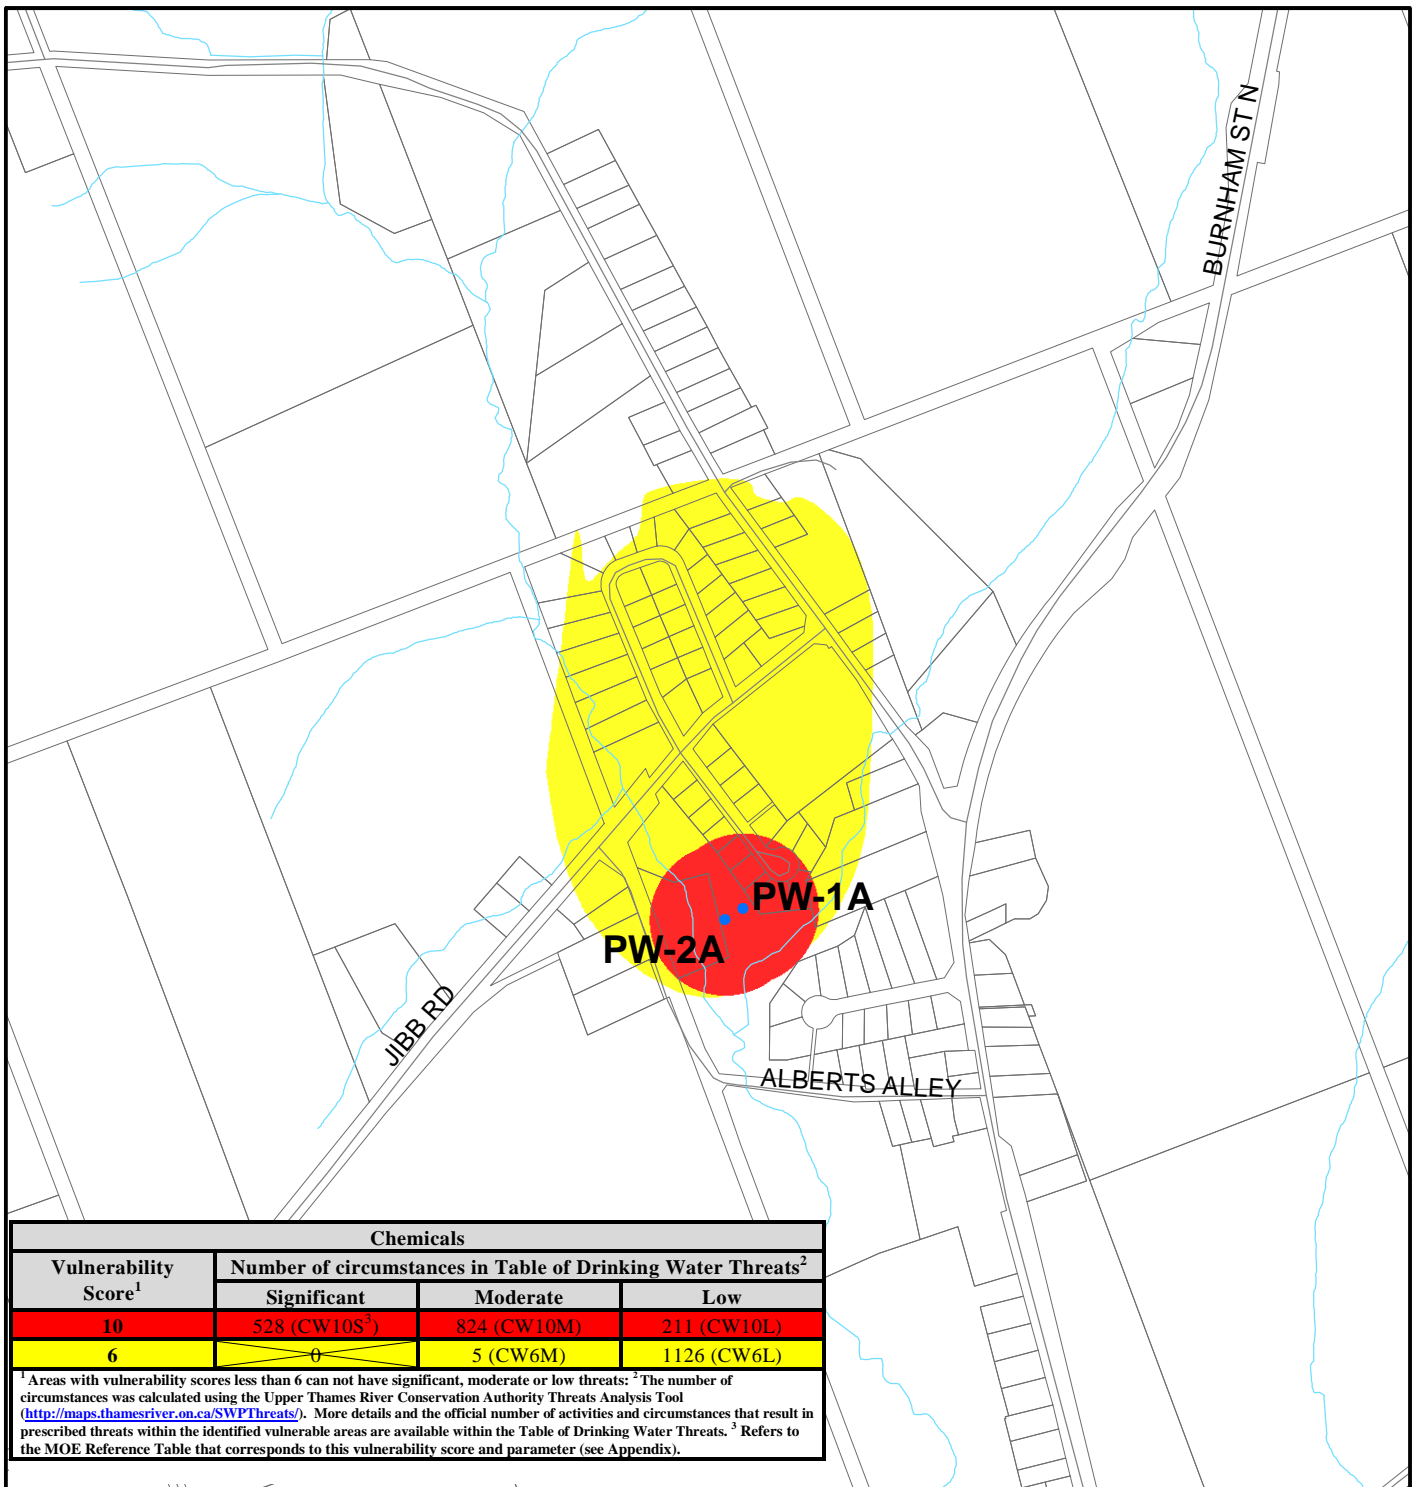 BURNHAM ST N
PW-1A
PW-2A
JIBB RD
ALBERTS ALLEY
Chemicals
Vulnerability Score1
Number of circumstances in Table of Drinking Water Threats2
Significant Moderate Low
10 528 (CW10S3) 824 (CW10M) 211 (CW10L)
6 0 5 (CW6M) 1126 (CW6L)
1 Areas with vulnerability scores less than 6 can not have significant, moderate or low threats: 2 The number of
circumstances was calculated using the Upper Thames River Conservation Authority Threats Analysis Tool
(http://maps.thamesriver.on.ca/SWPThreats/). More details and the official number of activities and circumstances that result in
prescribed threats within the identified vulnerable areas are available within the Table of Drinking Water Threats. 3 Refers to
the MOE Reference Table that corresponds to this vulnerability score and parameter (see Appendix).